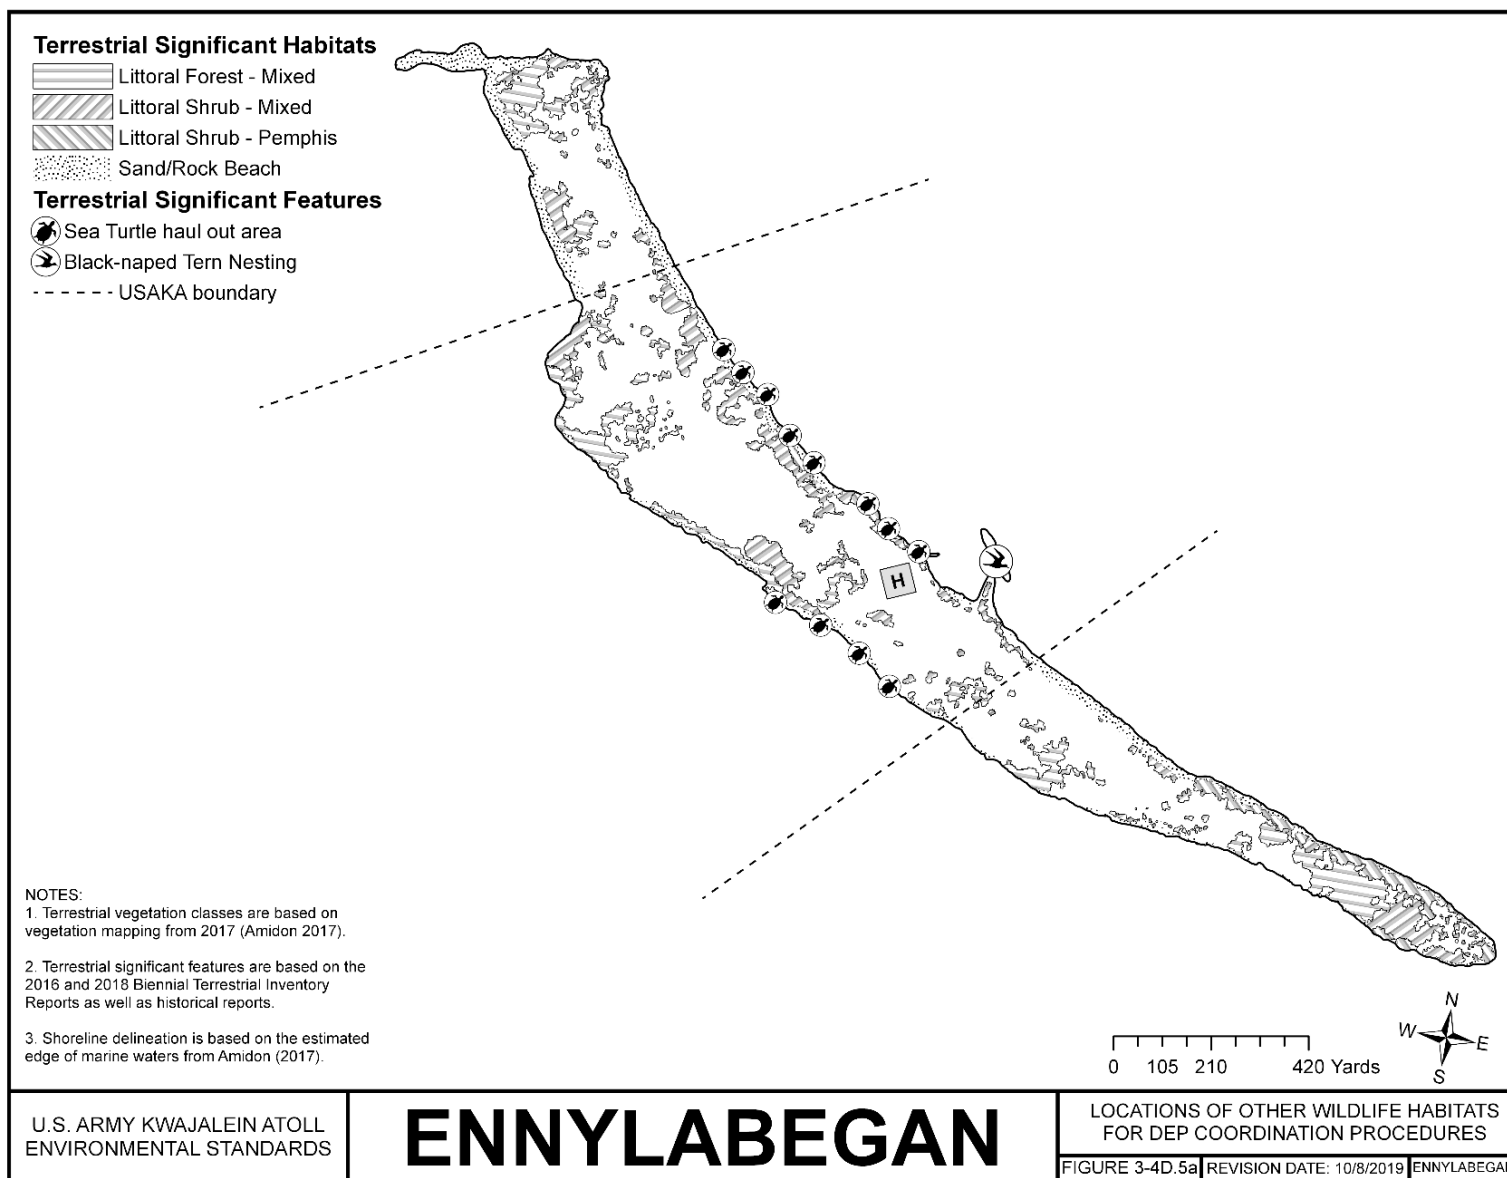 Terrestrial Significant Habitats
Littoral Forest - Mixed
Littoral Shrub - Mixed
Littoral Shrub - Pemphis
Sand/Rock Beach
Terrestrial Significant Features
Sea Turtle haul out area
Black-naped Tern Nesting
USAKA boundary
H
NOTES:
1. Terrestrial vegetation classes are based on
vegetation mapping from 2017 (Amidon 2017).
2. Terrestrial significant features are based on the
2016 and 2018 Biennial Terrestrial Inventory
Reports as well as historical reports.
3. Shoreline delineation is based on the estimated
edge of marine waters from Amidon (2017).
N
W
E
S
0 105 210 420 Yards
U.S. ARMY KWAJALEIN ATOLL
ENVIRONMENTAL STANDARDS
ENNYLABEGAN
LOCATIONS OF OTHER WILDLIFE HABITATS
FOR DEP COORDINATION PROCEDURES
FIGURE 3-4D.5a REVISION DATE: 10/8/2019 ENNYLABEGAN